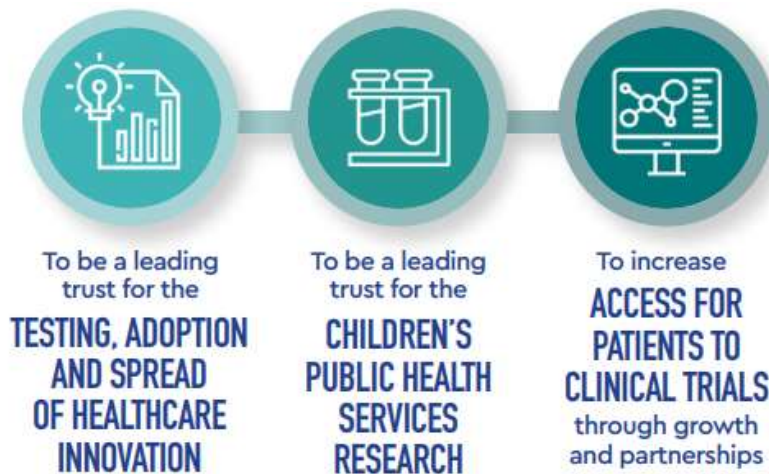 To be a leading
trust for the
TESTING, ADOPTION
AND SPREAD
OF HEALTHCARE
INNOVATION
To be a leading
trust for the
CHILDREN'S
PUBLIC HEALTH
SERVICES
RESEARCH
To increase
ACCESS FOR
PATIENTS TO
CLINICAL TRIALS
through growth
and partnerships